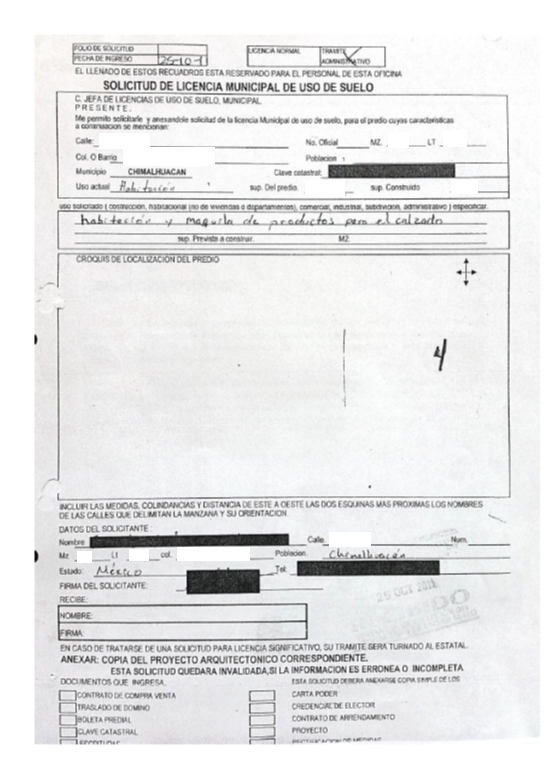 FOLIO DE SOLICITUD
FECHA DE INGRESO 25-10-1
LICENCIA NORMAL TRAMITE ADMINISTRATIVO
EL LLENADO DE ESTOS RECUADROS ESTA RESERVADO PARA EL PERSONAL DE ESTA OFICINA
SOLICITUD DE LICENCIA MUNICIPAL DE USO DE SUELO
C. JEFA DE LICENCIAS DE USO DE SUELO, MUNICIPAL.
P R E S E N T E .
Me permito solicitarle y anexandole solicitud de la licencia Municipal de uso de suelo, para el predio cuyas caracteristicas
a continuacion se mencionan:
Calle: No. Oficial MZ. LT
Col. O Barrio Poblacion
Municipio CHIMALHUACAN Clave catastral:
Uso actual Habitación sup. Del predio. sup. Construido
uso solicitado ( costruccion, habitacional (no de viviendas o departamentos), comercial, industrial, subdivicion, administrativo ) especificar.
habitación y maquila de productos para el calzado
sup. Prevista a construir. M2.
CROQUIS DE LOCALIZACION DEL PREDIO
4
INCLUIR LAS MEDIDAS, COLINDANCIAS Y DISTANCIA DE ESTE A OESTE LAS DOS ESQUINAS MAS PROXIMAS LOS NOMBRES
DE LAS CALLES QUE DELIMITAN LA MANZANA Y SU ORIENTACION.
DATOS DEL SOLICITANTE :
Nombre Calle Num.
Mz Lt col. Poblacion. Chimalhuacán
Estado: México Tel:
FIRMA DEL SOLICITANTE:
25 OCT 2011
RECIBE:
NOMBRE:
FIRMA:
EN CASO DE TRATARSE DE UNA SOLICITUD PARA LICENCIA SIGNIFICATIVO, SU TRAMITE SERA TURNADO AL ESTATAL.
ANEXAR: COPIA DEL PROYECTO ARQUITECTONICO CORRESPONDIENTE.
ESTA SOLICITUD QUEDARA INVALIDADA,SI LA INFORMACION ES ERRONEA O INCOMPLETA
DOCUMENTOS QUE INGRESA. ESTA SOLICITUD DEBERA ANEXARSE COPIA SIMPLE DE LOS
CONTRATO DE COMPRA VENTA CARTA PODER
TRASLADO DE DOMINO CREDENCIAL DE ELECTOR
BOLETA PREDIAL CONTRATO DE ARRENDAMIENTO
CLAVE CATASTRAL PROYECTO